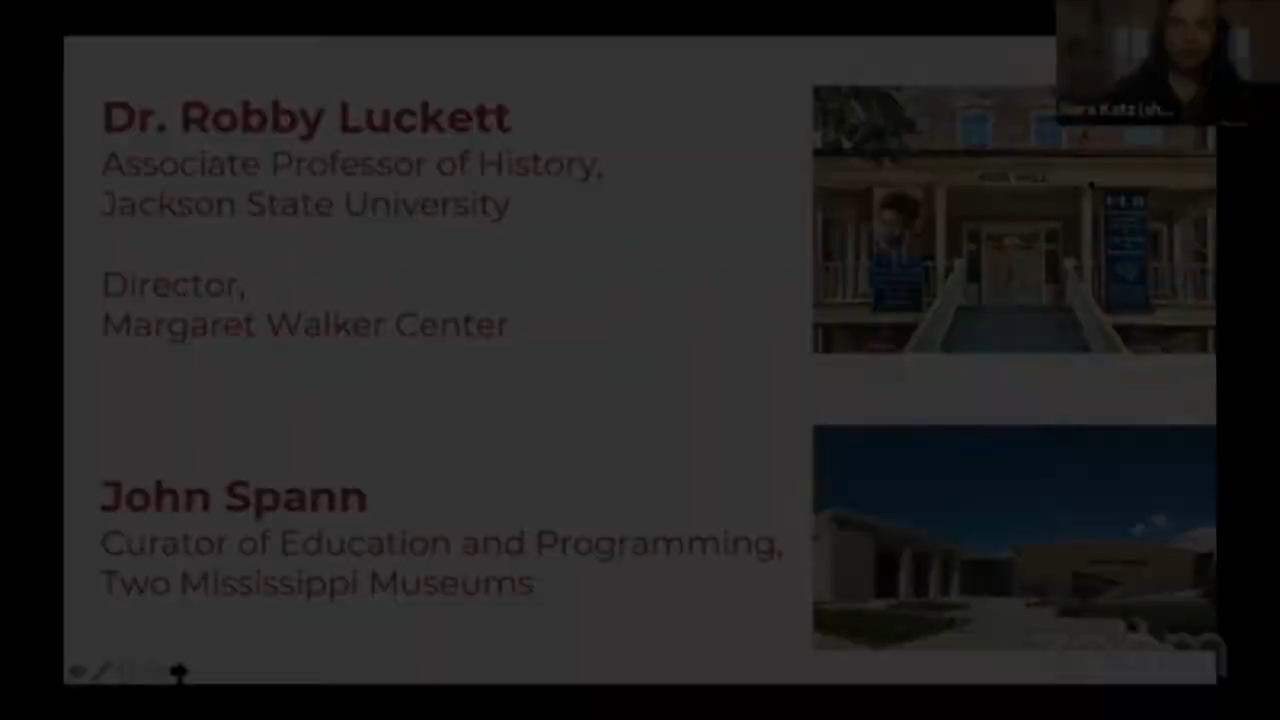 Dr. Robby Luckett
Associate Professor of History,
Jackson State University
Director,
Margaret Walker Center
John Spann
Curator of Education and Programming,
Two Mississippi Museums
zoom